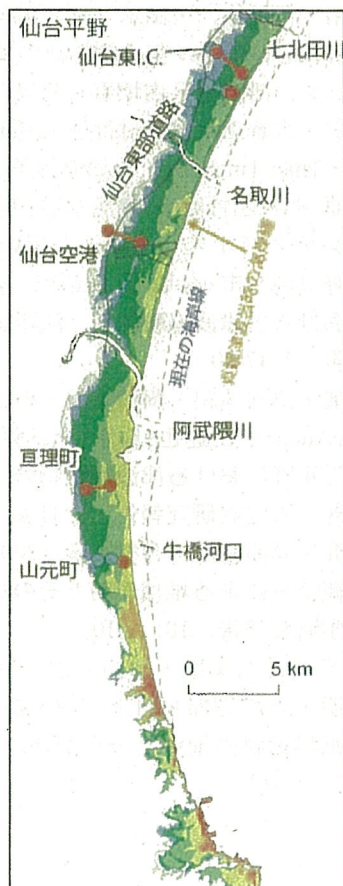 仙台平野
仙台東I.C.
七北田川
仙台東部道路
名取川
仙台空港
現在の海岸線
阿武隈川
亘理町
牛橋河口
山元町
0 5 km